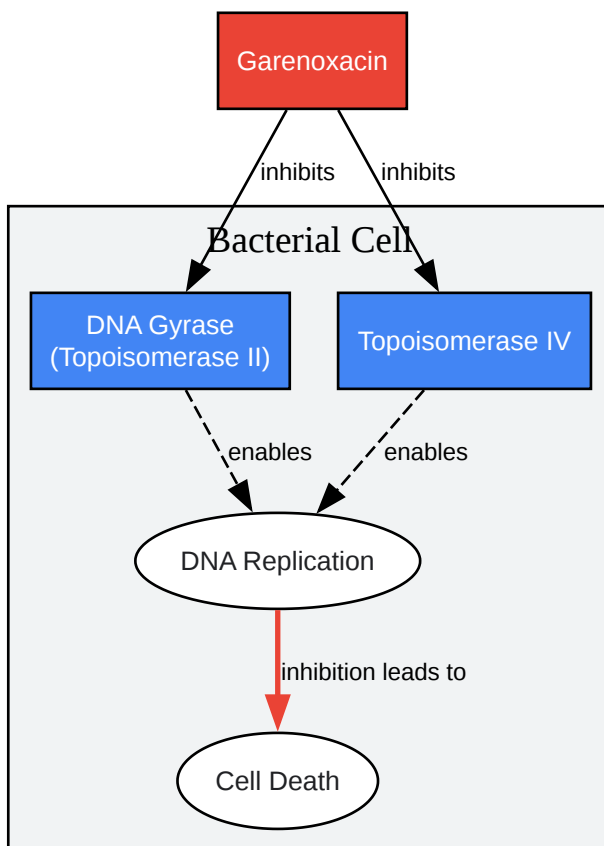 Garenoxacin
inhibits
inhibits
Bacterial Cell
DNA Gyrase
(Topoisomerase II)
Topoisomerase IV
enables
enables
DNA Replication
inhibition leads to
Cell Death